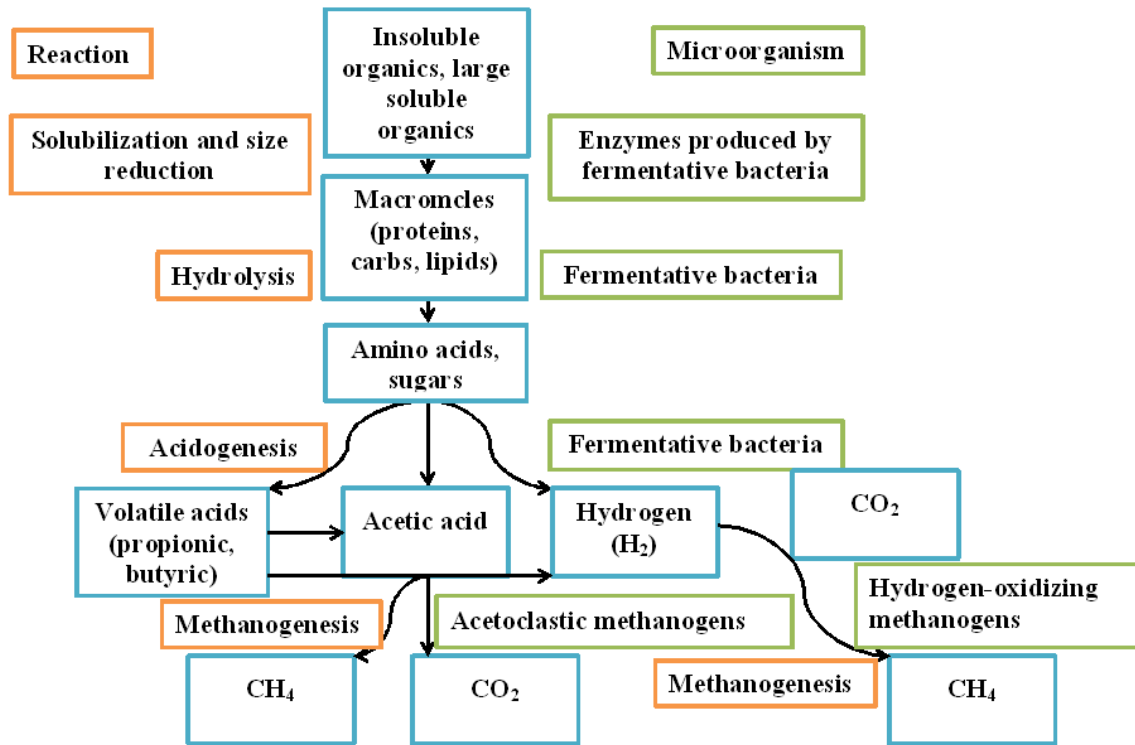 Reaction
Insoluble
organics, large
soluble
organics
Microorganism
Solubilization and size
reduction
Enzymes produced by
fermentative bacteria
Macromcles
(proteins,
carbs, lipids)
Hydrolysis
Fermentative bacteria
Amino acids,
sugars
Acidogenesis
Fermentative bacteria
Volatile acids
(propionic,
butyric)
Acetic acid
Hydrogen
(H₂)
CO₂
Methanogenesis
Acetoclastic methanogens
Hydrogen-oxidizing
methanogens
CH₄
CO₂
Methanogenesis
CH₄